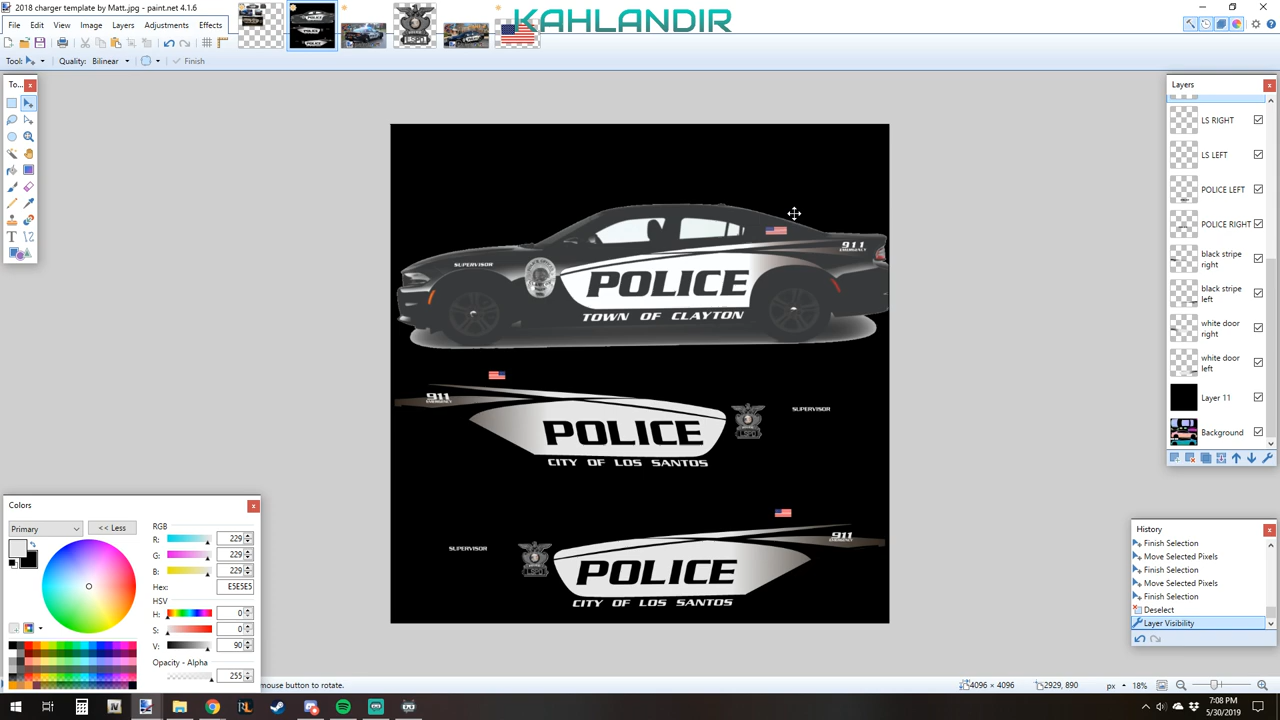 2018 charger template by Matt.jpg - paint.net 4.1.6
KAHLANDIR
File Edit View Image Layers Adjustments Effects
Tool: Quality: Bilinear Finish
To...
Layers
LS RIGHT
LS LEFT
POLICE LEFT
POLICE RIGHT
black stripe right
black stripe left
white door right
white door left
Layer 11
Background
911
EMERGENCY
SUPERVISOR
POLICE
TOWN OF CLAYTON
911
EMERGENCY
SUPERVISOR
POLICE
LSPD
CITY OF LOS SANTOS
911
EMERGENCY
SUPERVISOR
LSPD
POLICE
CITY OF LOS SANTOS
Colors
Primary
<< Less
RGB
R: 229
G: 229
B: 229
Hex: E5E5E5
HSV
H: 0
S: 0
V: 90
Opacity - Alpha
255
History
Finish Selection
Move Selected Pixels
Finish Selection
Move Selected Pixels
Finish Selection
Deselect
Layer Visibility
mouse button to rotate.
4096 × 4096
2929, 890
px
18%
7:08 PM
5/30/2019